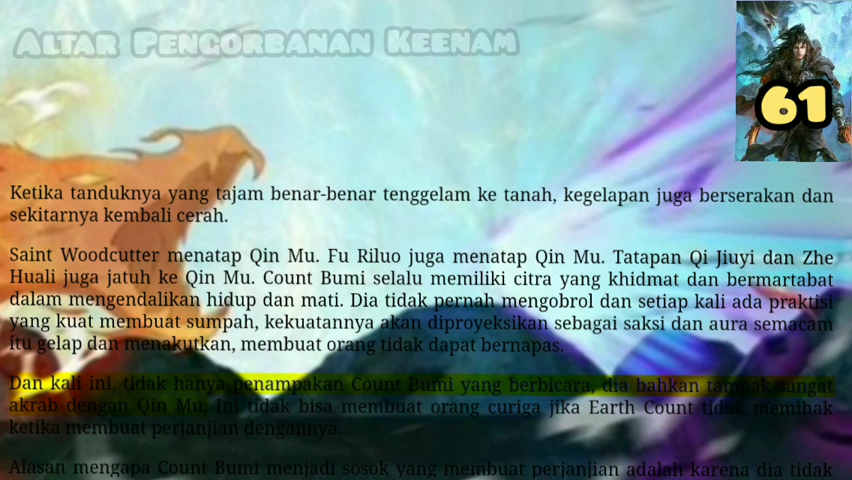 Altar Pengorbanan Keenam
61
Ketika tanduknya yang tajam benar-benar tenggelam ke tanah, kegelapan juga berserakan dan
sekitarnya kembali cerah.
Saint Woodcutter menatap Qin Mu. Fu Riluo juga menatap Qin Mu. Tatapan Qi Jiuyi dan Zhe
Huali juga jatuh ke Qin Mu. Count Bumi selalu memiliki citra yang khidmat dan bermartabat
dalam mengendalikan hidup dan mati. Dia tidak pernah mengobrol dan setiap kali ada praktisi
yang kuat membuat sumpah, kekuatannya akan diproyeksikan sebagai saksi dan aura semacam
itu gelap dan menakutkan, membuat orang tidak dapat bernapas.
Dan kali ini, tidak hanya penampakan Count Bumi yang berbicara, dia bahkan tampak sangat
akrab dengan Qin Mu. Ini tidak bisa membuat orang curiga jika Earth Count tidak memihak
ketika membuat perjanjian dengannya.
Alasan mengapa Count Bumi menjadi sosok yang membuat perjanjian adalah karena dia tidak